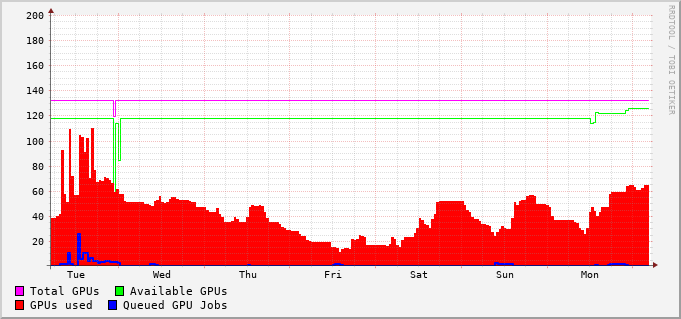 200
180
160
140
120
100
80
60
40
20
Tue Wed Thu Fri Sat Sun Mon
Total GPUs Available GPUs
GPUs used Queued GPU Jobs
RRDTOOL / TOBI OETIKER